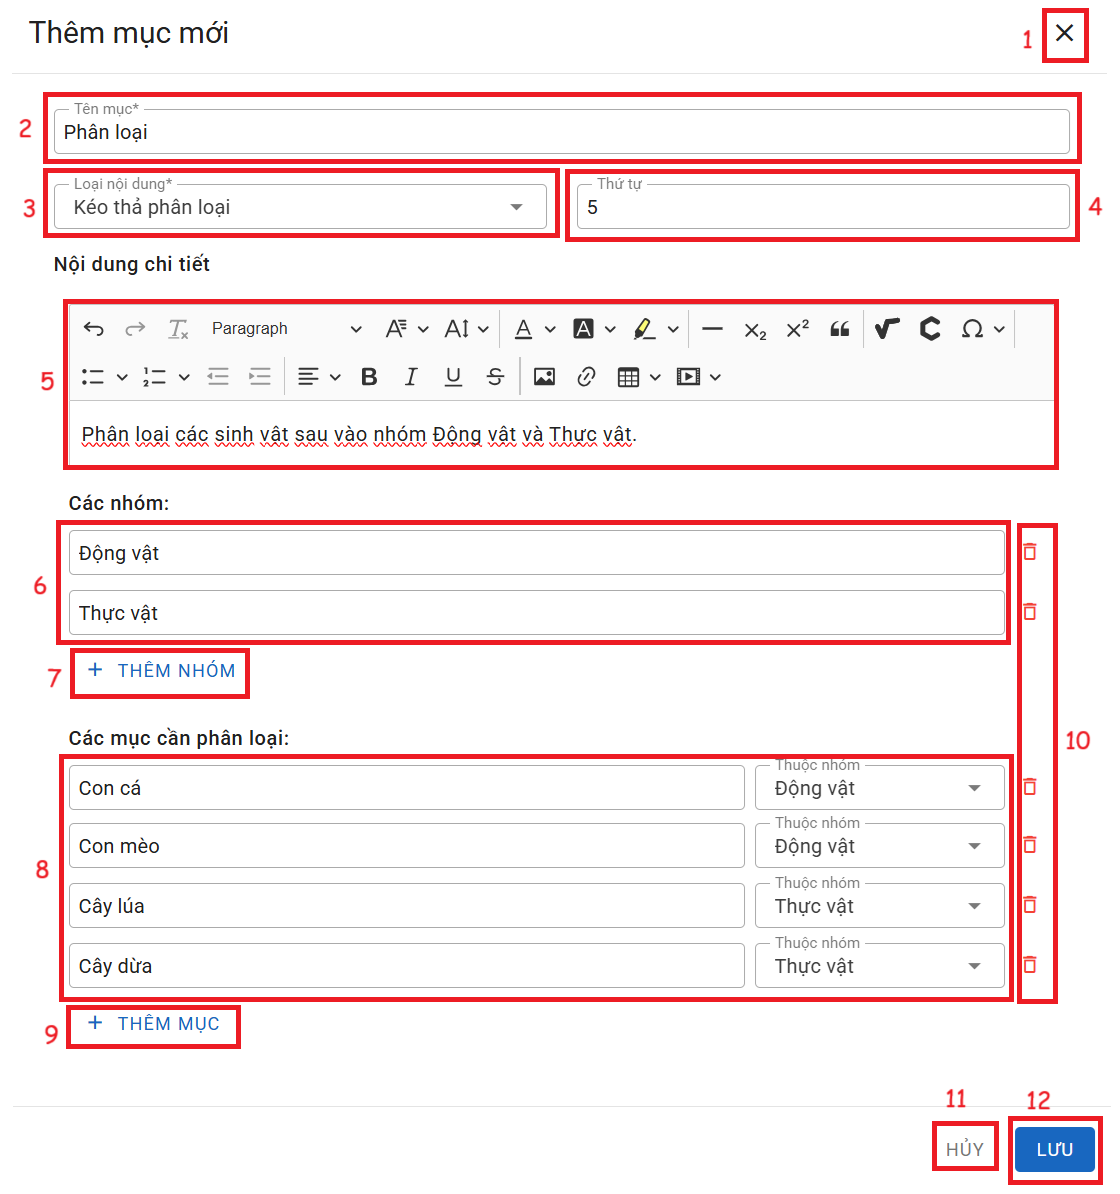 Thêm mục mới
1
Tên mục*
2
Phân loại
Loại nội dung*
Thứ tự
3
Kéo thả phân loại
5
4
Nội dung chi tiết
Paragraph
5
Phân loại các sinh vật sau vào nhóm Động vật và Thực vật.
Các nhóm:
Động vật
6
Thực vật
7
+ THÊM NHÓM
10
Các mục cần phân loại:
Thuộc nhóm
Con cá
Động vật
Thuộc nhóm
Con mèo
Động vật
8
Thuộc nhóm
Cây lúa
Thực vật
Thuộc nhóm
Cây dừa
Thực vật
9
+ THÊM MỤC
11
12
HỦY
LƯU